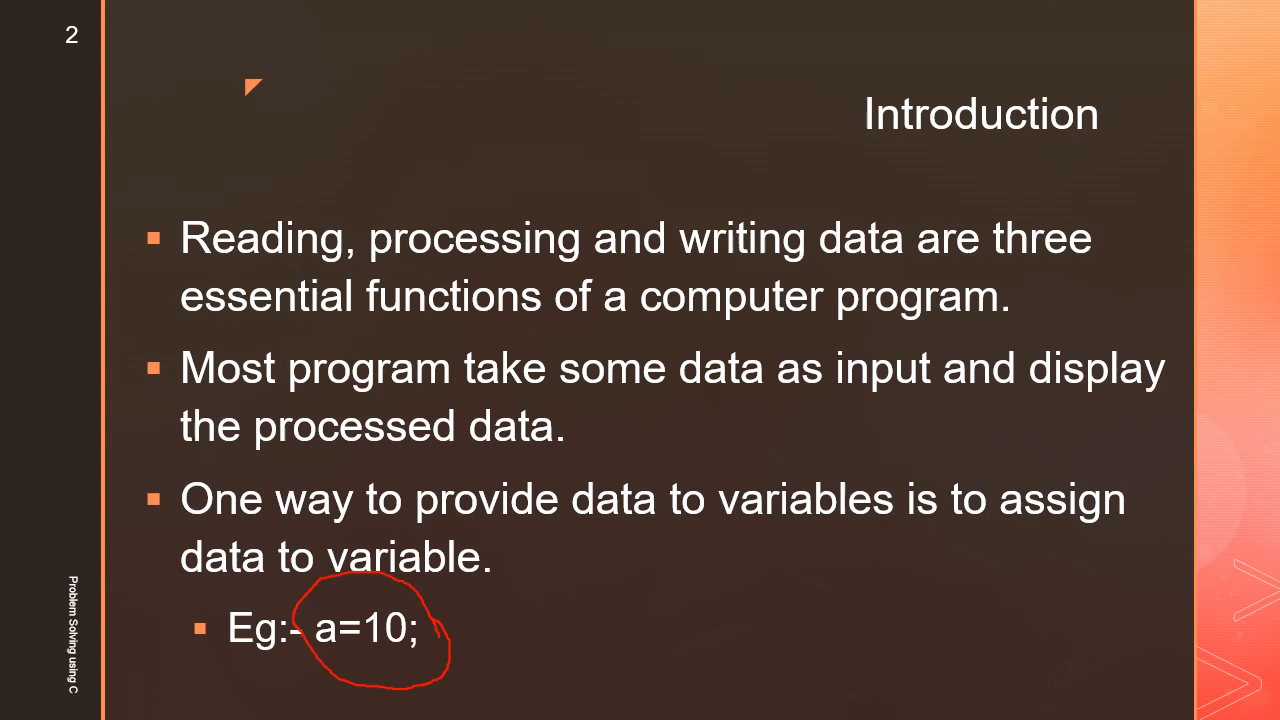 2
Introduction
▪ Reading, processing and writing data are three
essential functions of a computer program.
▪ Most program take some data as input and display
the processed data.
▪ One way to provide data to variables is to assign
data to variable.
▪ Eg:- a=10;
Problem Solving using C